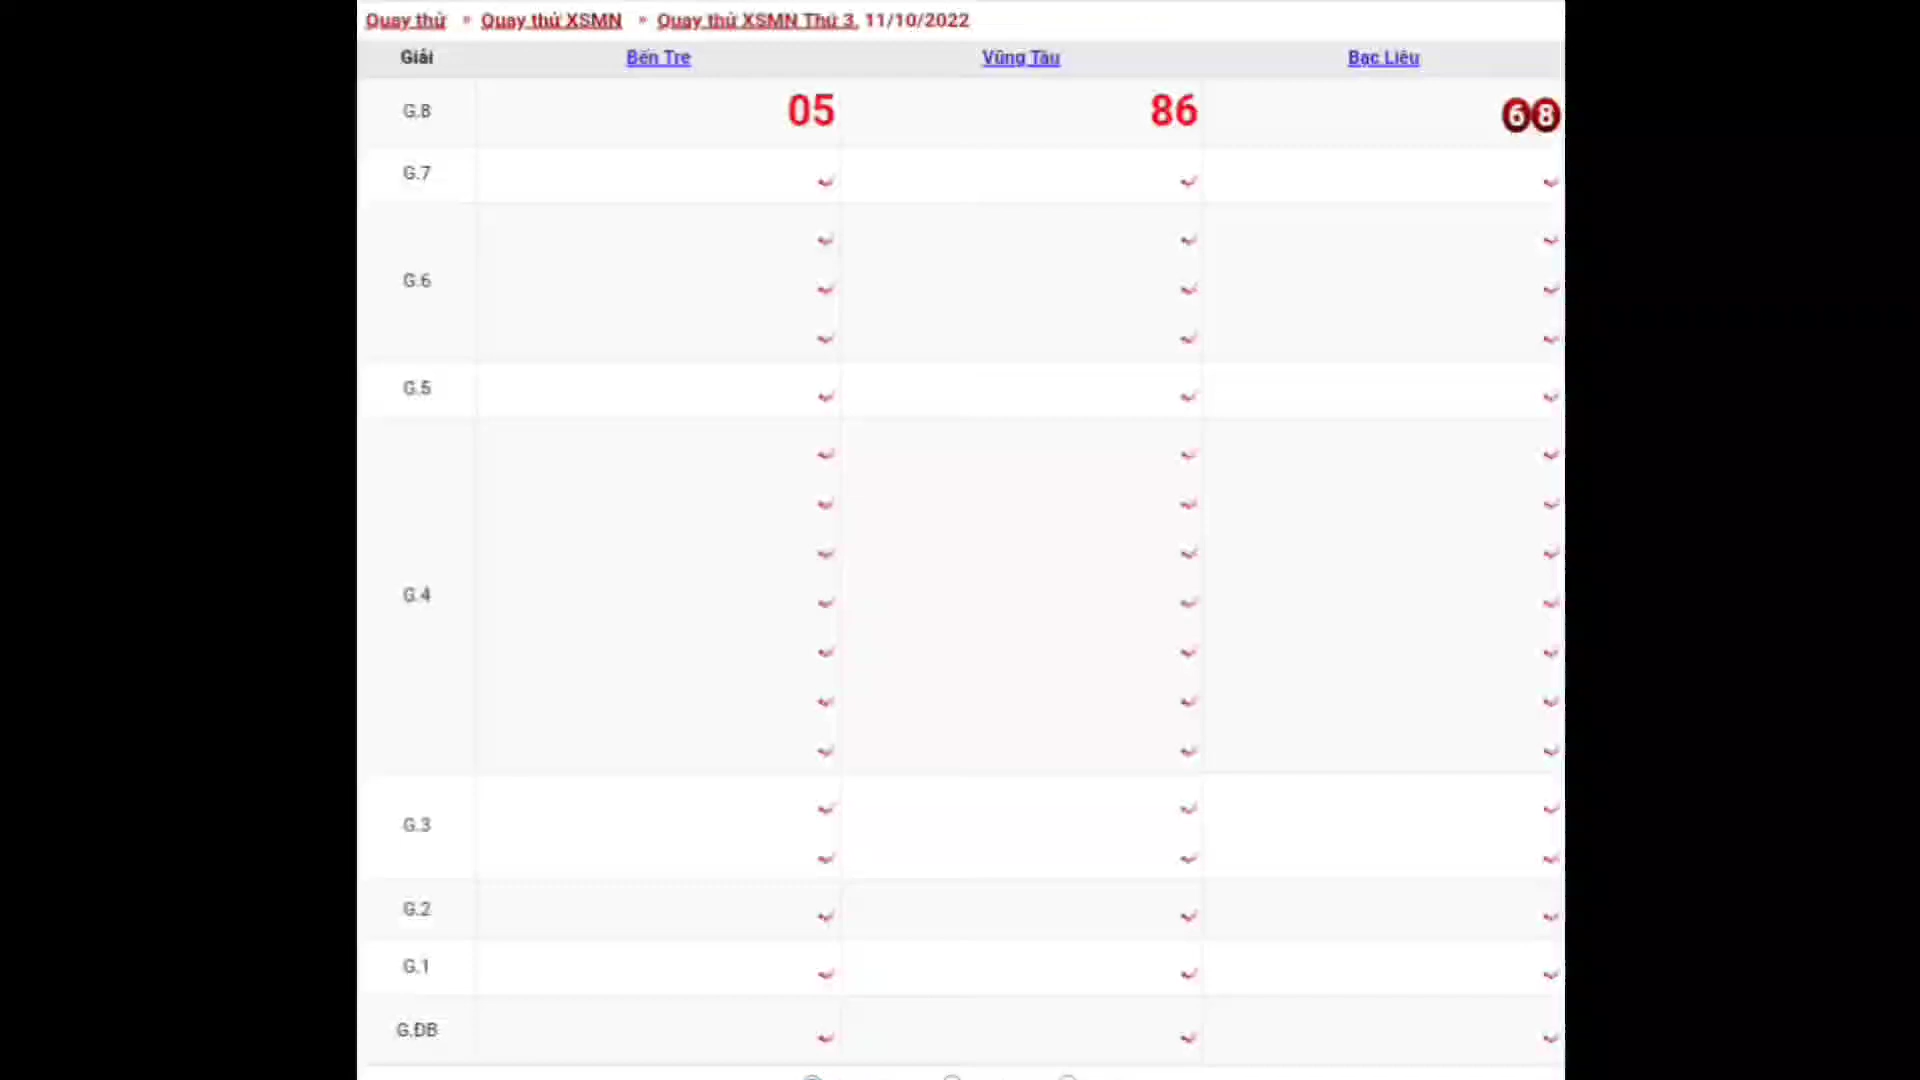 Quay thử » Quay thử XSMN » Quay thử XSMN Thứ 3, 11/10/2022
Giải Bến Tre Vũng Tàu Bạc Liêu
G.8 05 86 68
G.7
G.6
G.5
G.4
G.3
G.2
G.1
G.ĐB